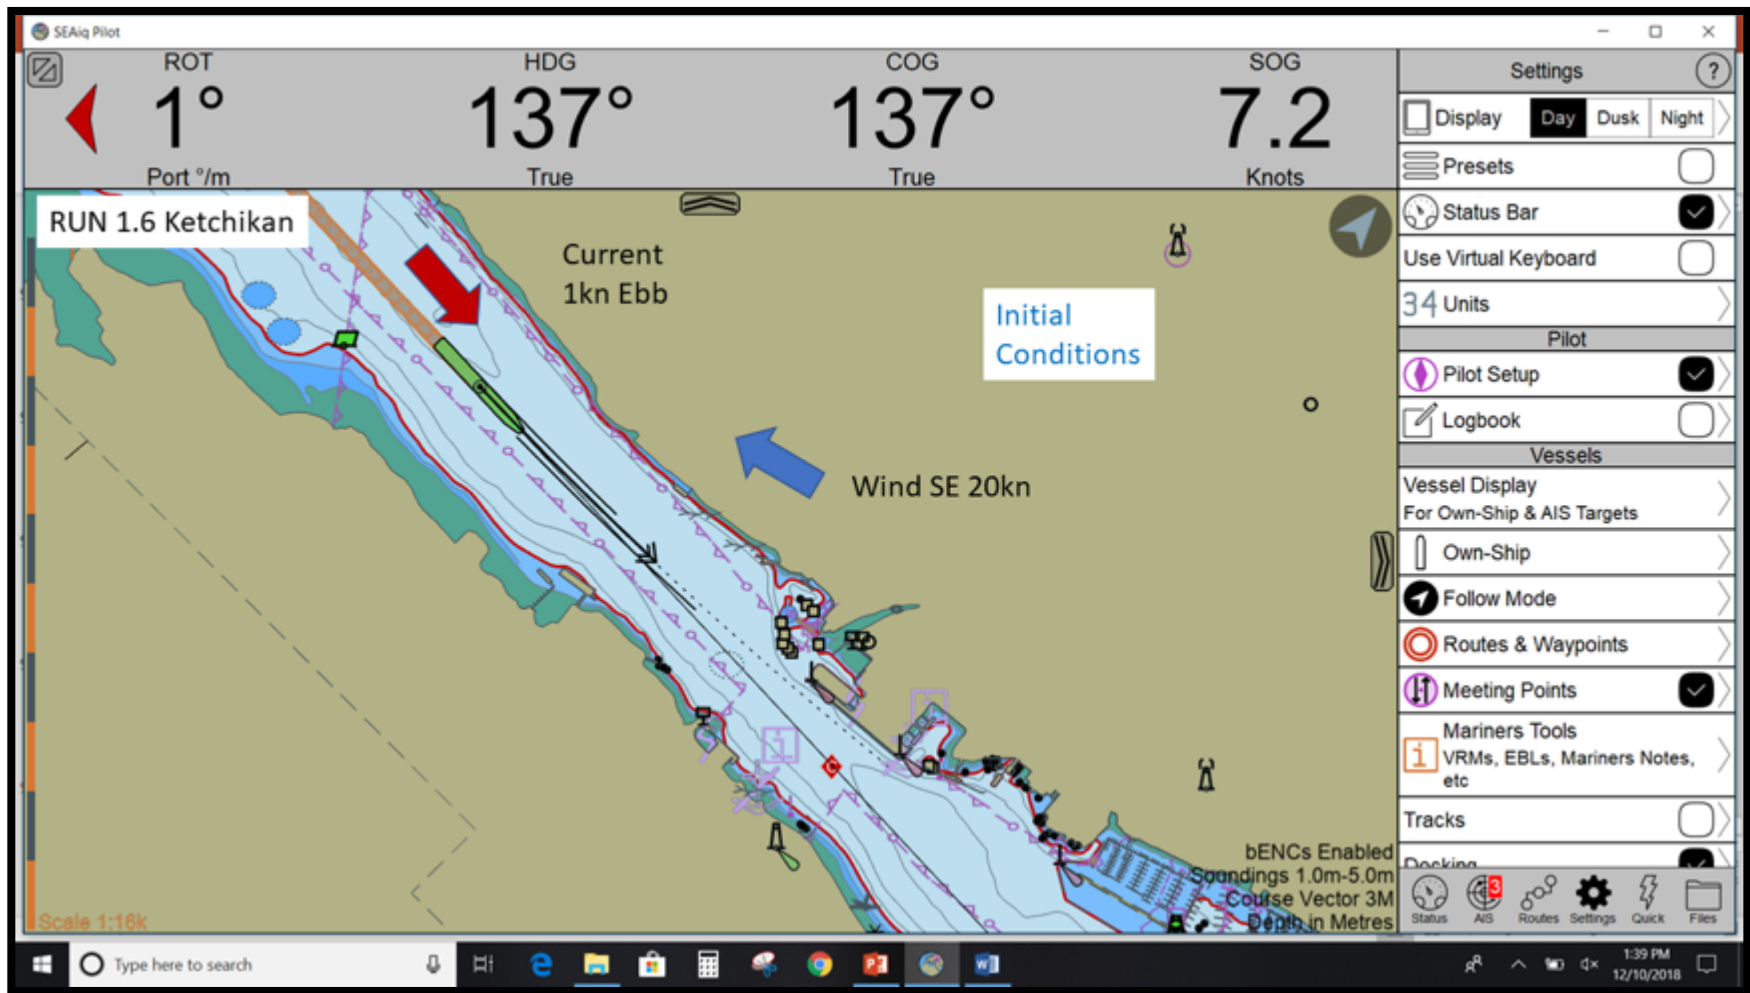 SEAiq Pilot
ROT
HDG
COG
SOG
1°
137°
137°
7.2
Port °/m
True
True
Knots
RUN 1.6 Ketchikan
Current
1kn Ebb
Initial
Conditions
Wind SE 20kn
bENCs Enabled
Soundings 1.0m-5.0m
Course Vector 3M
Depth in Metres
Scale 1:16k
Settings
?
Display
Day
Dusk
Night
Presets
Status Bar
Use Virtual Keyboard
34 Units
Pilot
Pilot Setup
Logbook
Vessels
Vessel Display
For Own-Ship & AIS Targets
Own-Ship
Follow Mode
Routes & Waypoints
Meeting Points
Mariners Tools
VRMs, EBLs, Mariners Notes,
etc
Tracks
Docking
3
Status
AIS
Routes
Settings
Quick
Files
Type here to search
1:39 PM
12/10/2018